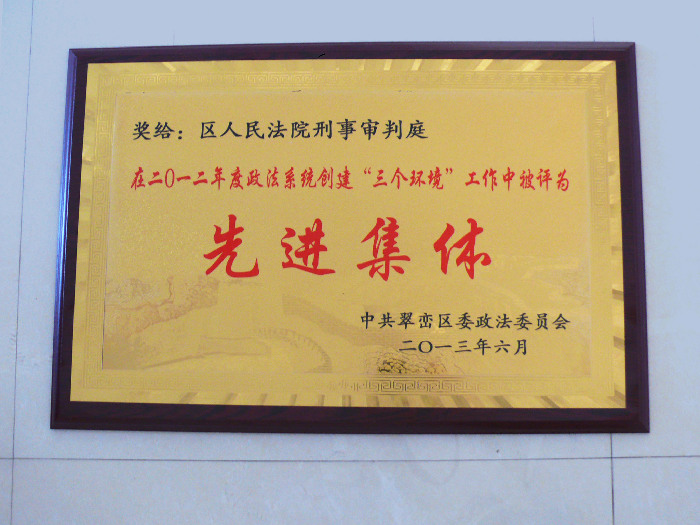 奖给：区人民法院刑事审判庭
在二〇一二年度政法系统创建“三个环境”工作中被评为
先进集体
中共翠峦区委政法委员会
二〇一三年六月